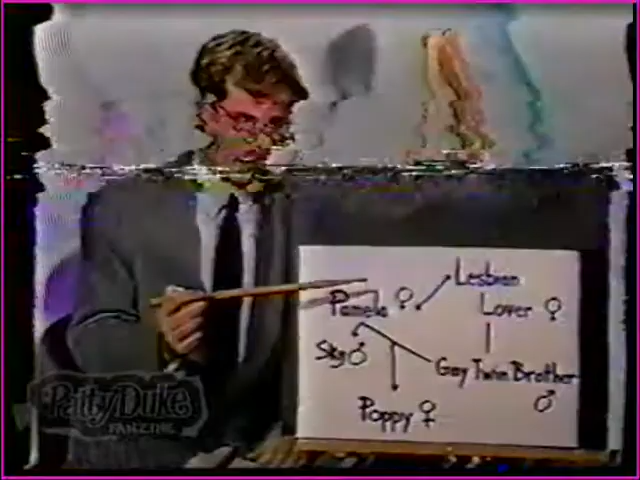 Lesbian
Pamela ♀ Lover ♀
Sky ♂
Gay Twin Brother
♂
Poppy ♀
Patty Duke
FANZINE